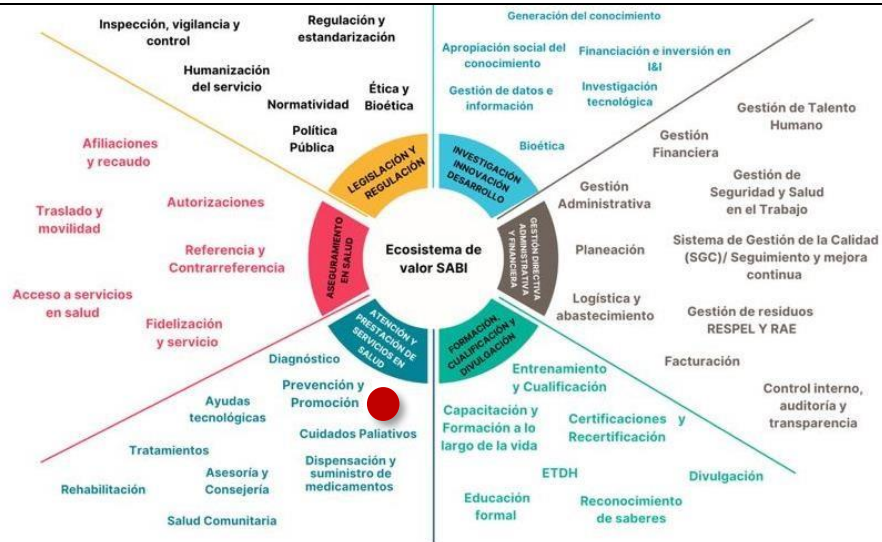 Inspección, vigilancia y
control
Regulación y
estandarización
Humanización
del servicio
Ética y
Bioética
Normatividad
Política
Pública
LEGISLACIÓN Y
REGULACIÓN
Generación del conocimiento
Apropiación social del
conocimiento
Financiación e inversión en
I&I
Gestión de datos e
información
Investigación
tecnológica
Bioética
INVESTIGACIÓN
INNOVACIÓN
DESARROLLO
Gestión de Talento
Humano
Gestión
Financiera
Gestión de
Seguridad y Salud
en el Trabajo
Gestión
Administrativa
Planeación
Sistema de Gestión de la Calidad
(SGC)/ Seguimiento y mejora
continua
Logística y
abastecimiento
Gestión de residuos
RESPEL Y RAE
Facturación
Control interno,
auditoría y
transparencia
GESTIÓN DIRECTIVA
ADMINISTRATIVA
Y FINANCIERA
Afiliaciones
y recaudo
Autorizaciones
Traslado y
movilidad
Referencia y
Contrarreferencia
Acceso a servicios
en salud
Fidelización
y servicio
ASEGURAMIENTO
EN SALUD
Ecosistema de
valor SABI
ATENCIÓN Y
PRESTACIÓN DE
SERVICIOS EN
SALUD
Diagnóstico
Prevención y
Promoción
Ayudas
tecnológicas
Cuidados Paliativos
Tratamientos
Asesoría y
Consejería
Dispensación y
suministro de
medicamentos
Rehabilitación
Salud Comunitaria
FORMACIÓN,
CUALIFICACIÓN y
DIVULGACIÓN
Entrenamiento
y Cualificación
Capacitación y
Formación a lo
largo de la vida
Certificaciones y
Recertificación
ETDH
Divulgación
Educación
formal
Reconocimiento
de saberes